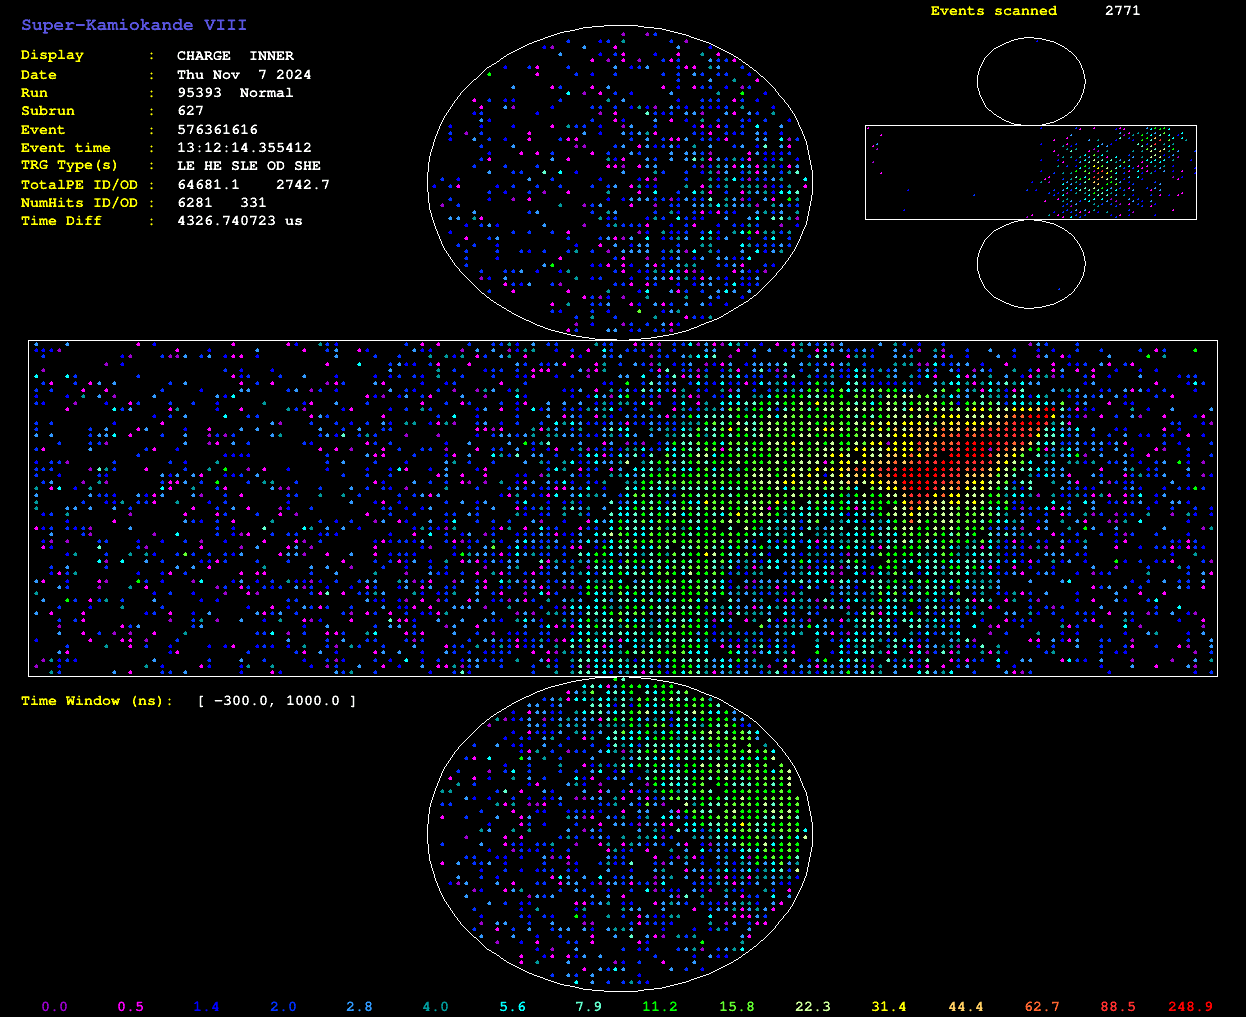 Super-Kamiokande VIII
Events scanned 2771
Display : CHARGE INNER
Date : Thu Nov 7 2024
Run : 95393 Normal
Subrun : 627
Event : 576361616
Event time : 13:12:14.355412
TRG Type(s) : LE HE SLE OD SHE
TotalPE ID/OD : 64681.1 2742.7
NumHits ID/OD : 6281 331
Time Diff : 4326.740723 us
Time Window (ns): [ -300.0, 1000.0 ]
0.0 0.5 1.4 2.0 2.8 4.0 5.6 7.9 11.2 15.8 22.3 31.4 44.4 62.7 88.5 248.9